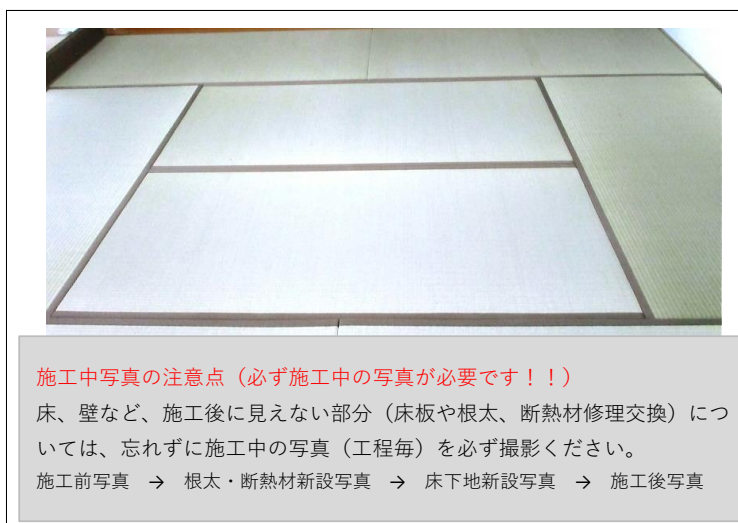 施工中写真の注意点（必ず施工中の写真が必要です！！）
床、壁など、施工後に見えない部分（床板や根太、断熱材修理交換）につ
いては、忘れずに施工中の写真（工程毎）を必ず撮影ください。
施工前写真 → 根太・断熱材新設写真 → 床下地新設写真 → 施工後写真